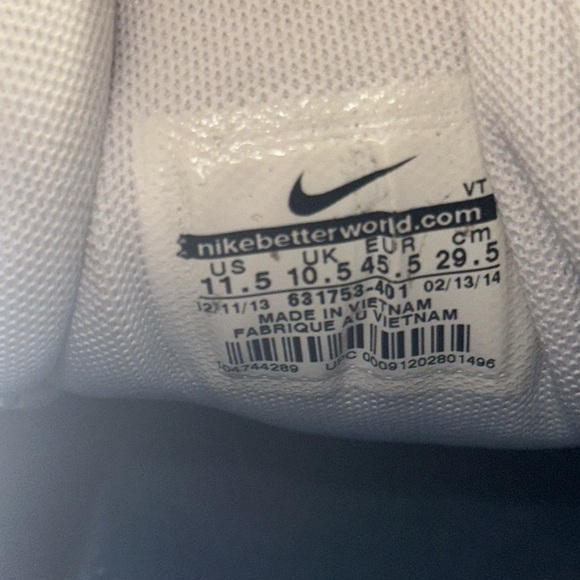 VT
nikebetterworld.com
US UK EUR cm
11.5 10.5 45.5 29.5
12/11/13 631753-401 02/13/14
MADE IN VIETNAM
FABRIQUE AU VIETNAM
UPC 00091202801496